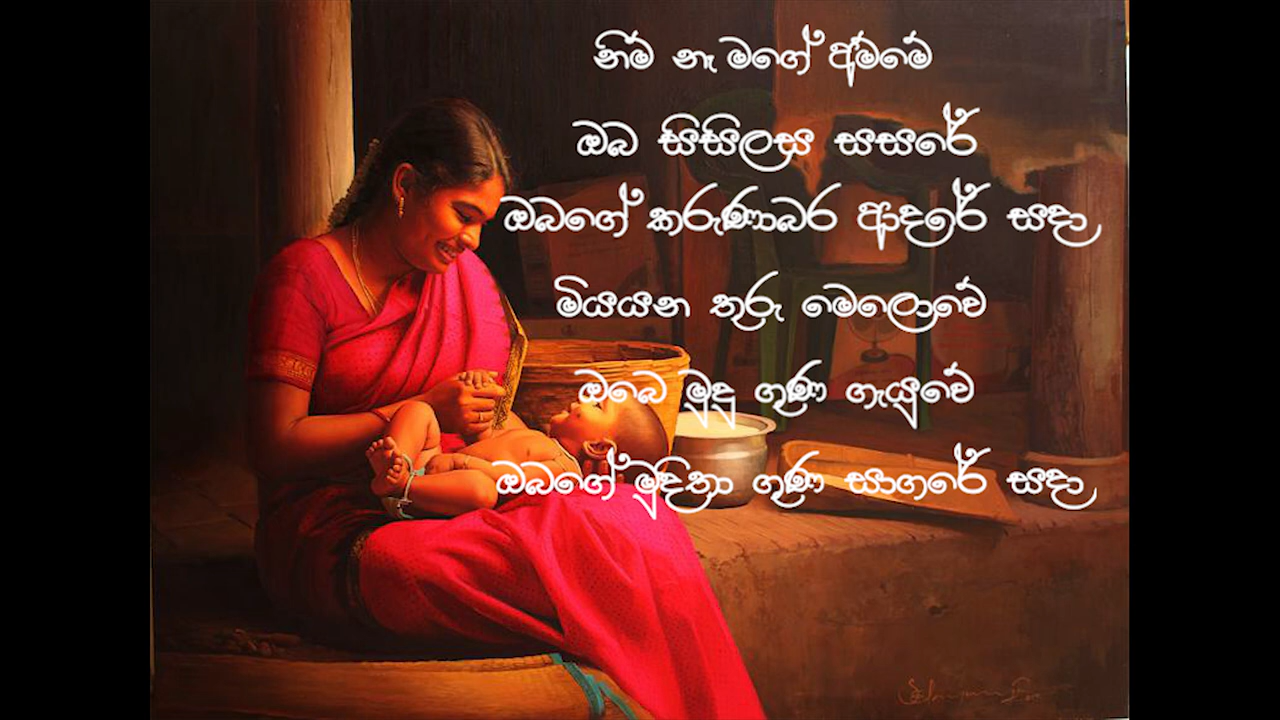 නිම් නෑ මගේ අම්මේ
ඔබ සිසිලස සසරේ
ඔබගේ කරුණාබර ආදරේ සදා
මියයන තුරු මෙලොවේ
ඔබෙ මුදු ගුණ ගැයුවේ
ඔබගේ මුදිතා ගුණ සාගරේ සදා